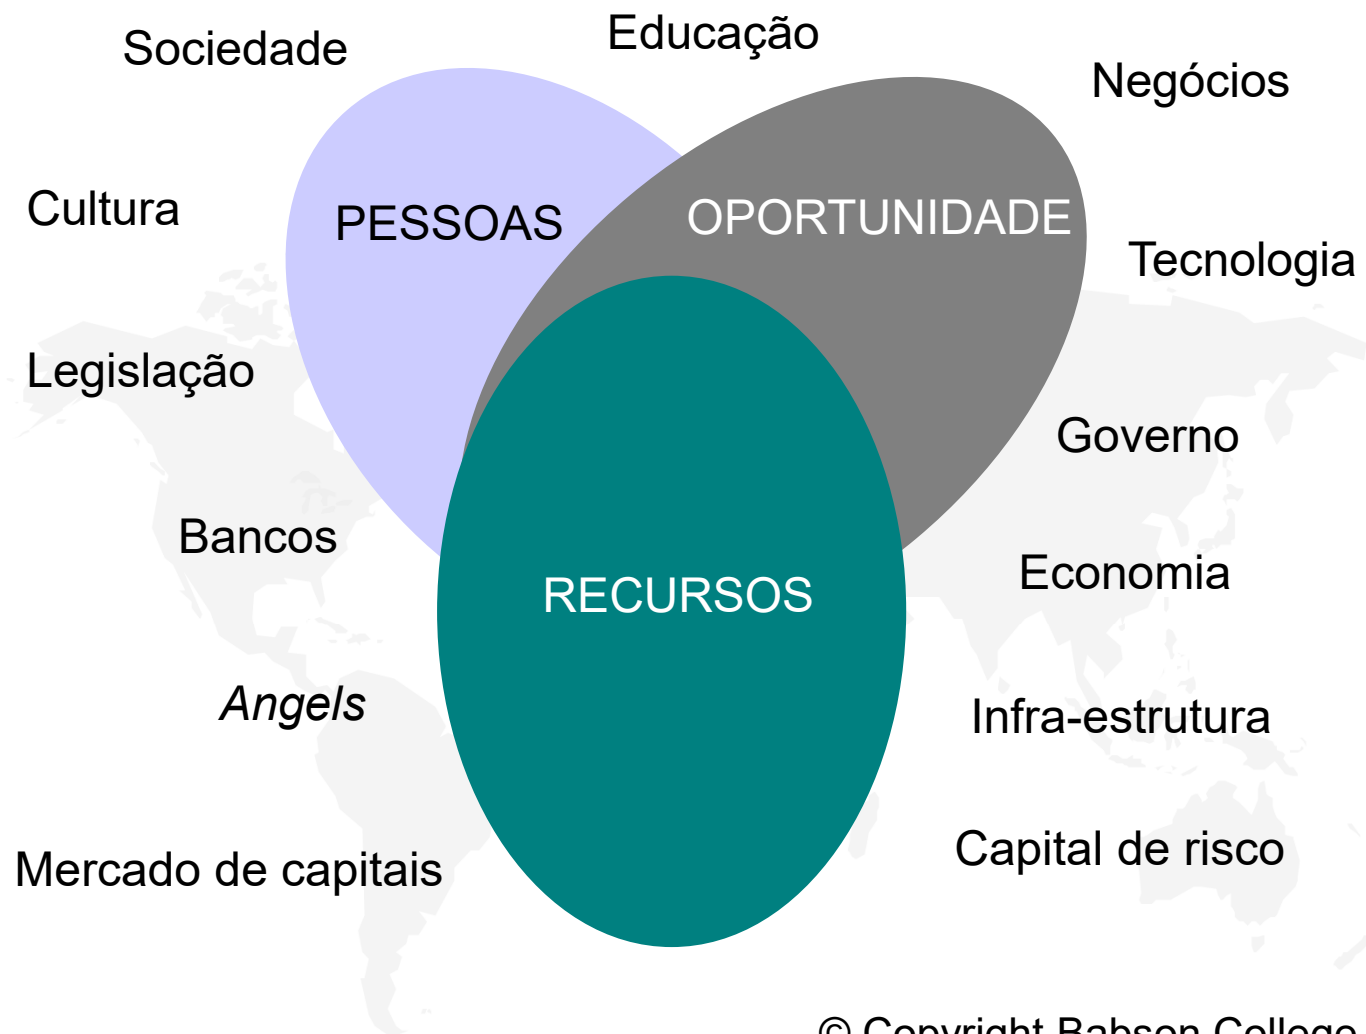 Sociedade
Educação
Negócios
Cultura
PESSOAS
OPORTUNIDADE
Tecnologia
Legislação
Governo
Bancos
Economia
RECURSOS
Angels
Infra-estrutura
Mercado de capitais
Capital de risco
© Copyright Babson College